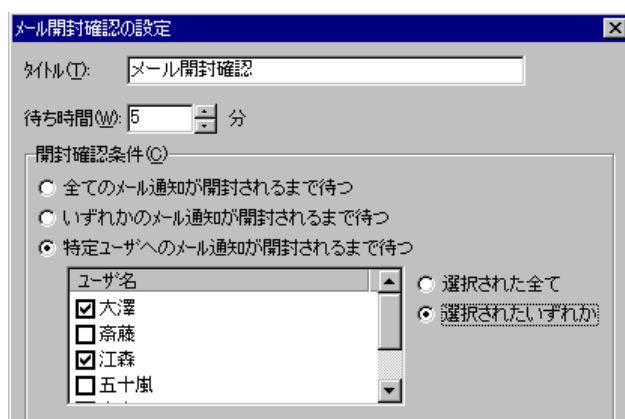 メール開封確認の設定
タイトル(T): メール開封確認
待ち時間(W): 5 分
開封確認条件(C)
全てのメール通知が開封されるまで待つ
いずれかのメール通知が開封されるまで待つ
特定ユーザへのメール通知が開封されるまで待つ
ユーザ名
選択された全て
大澤
選択されたいずれか
斎藤
江森
五十嵐